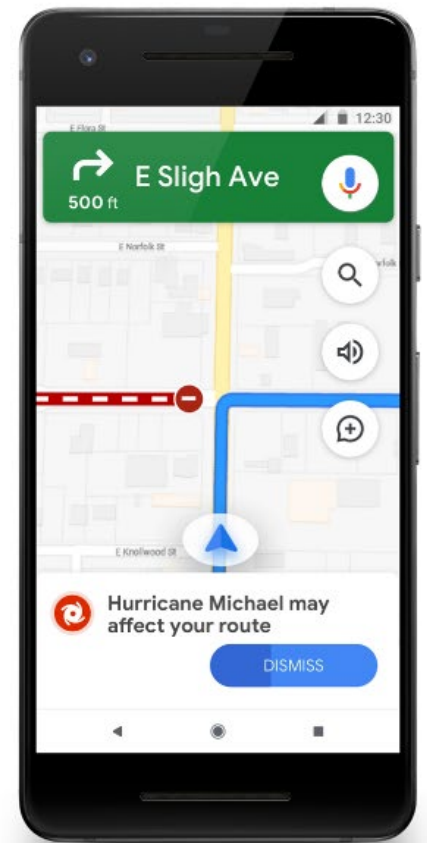 12:30
E Flora St
E Sligh Ave
500 ft
E Norfolk St
E Knollwood St
Hurricane Michael may
affect your route
DISMISS